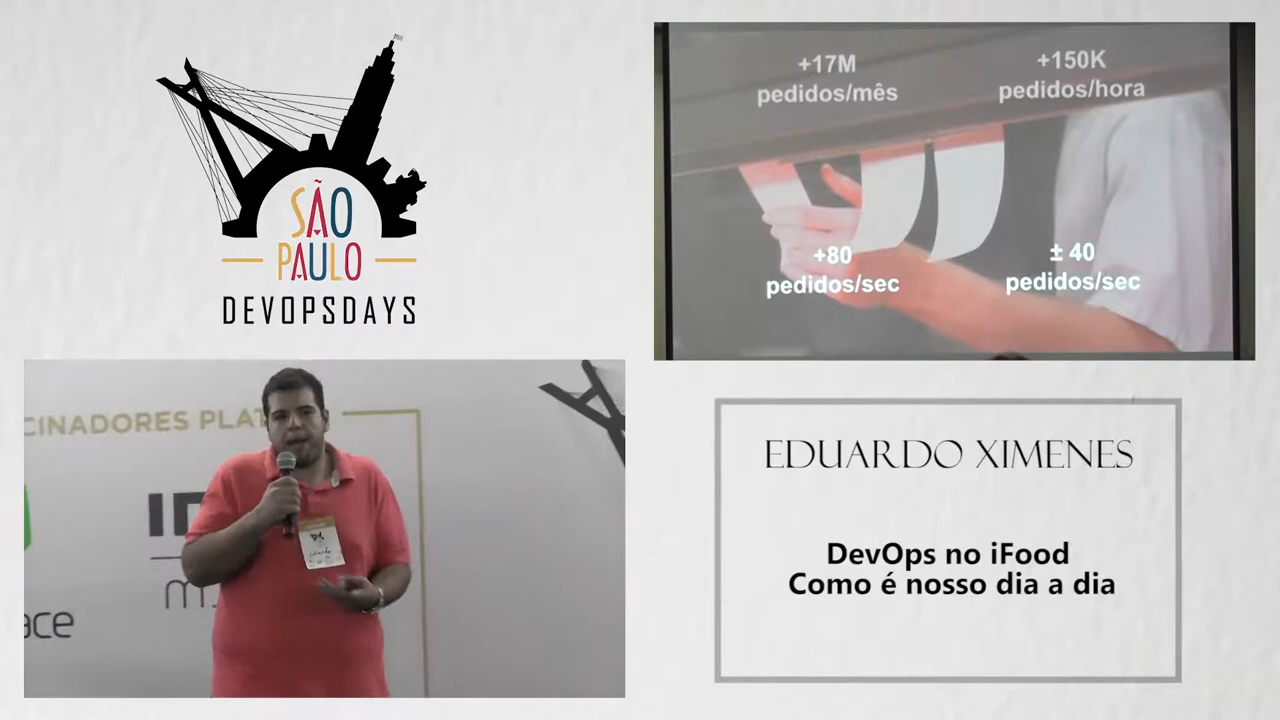 SÃO
PAULO
DEVOPSDAYS
+17M
pedidos/mês
+150K
pedidos/hora
+80
pedidos/sec
± 40
pedidos/sec
CINADORES PLAT
ace
EDUARDO XIMENES
DevOps no iFood
Como é nosso dia a dia